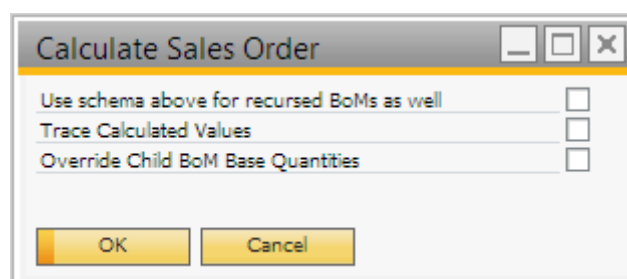 Calculate Sales Order
Use schema above for recursed BoMs as well
Trace Calculated Values
Override Child BoM Base Quantities
OK Cancel